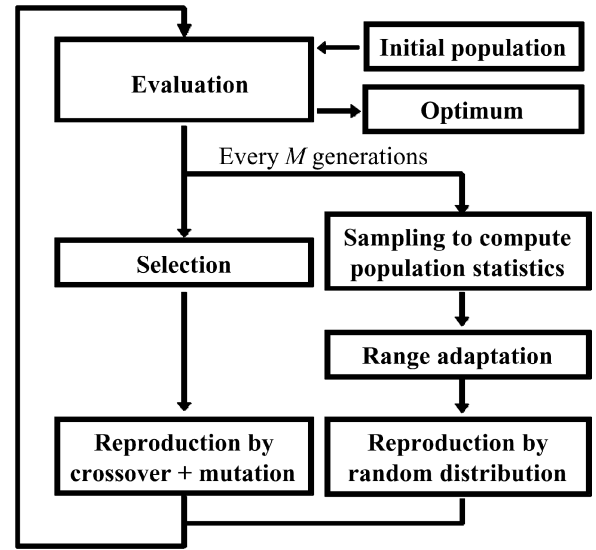 Initial population
Evaluation
Optimum
Every M generations
Sampling to compute
population statistics
Selection
Range adaptation
Reproduction by
crossover + mutation
Reproduction by
random distribution